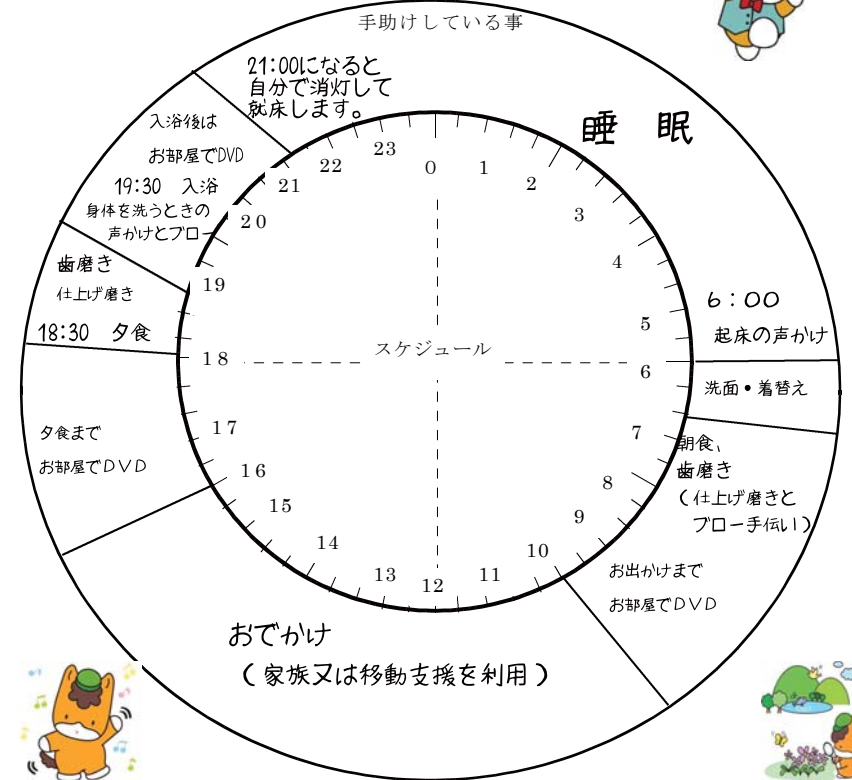 手助けしている事
21:00になると
自分で消灯して
就床します。
睡 眠
6：00
起床の声かけ
洗面・着替え
朝食、
歯磨き
（仕上げ磨きと
ブロー手伝い）
お出かけまで
お部屋でDVD
おでかけ
（家族又は移動支援を利用）
夕食まで
お部屋でDVD
18:30 夕食
仕上げ磨き
歯磨き
19:30 入浴
身体を洗うときの
声かけとブロー
入浴後は
お部屋でDVD
スケジュール
0
1
2
3
4
5
6
7
8
9
10
11
12
13
14
15
16
17
18
19
20
21
22
23